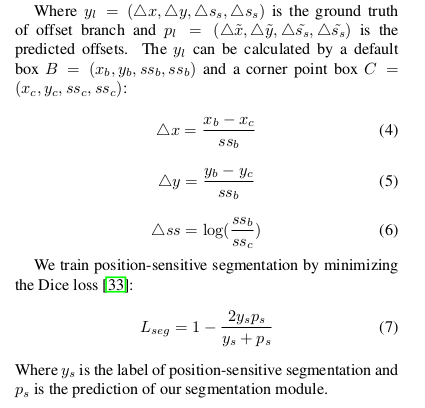 Where $y_l = (\triangle x, \triangle y, \triangle s_s, \triangle s_s)$ is the ground truth
of offset branch and $p_l = (\triangle\tilde{x}, \triangle\tilde{y}, \triangle\tilde{s_s}, \triangle\tilde{s_s})$ is the
predicted offsets. The $y_l$ can be calculated by a default
box $B = (x_b, y_b, ss_b, ss_b)$ and a corner point box $C =$
$(x_c, y_c, ss_c, ss_c)$:
$\triangle x = \frac{x_b - x_c}{ss_b}$ (4)
$\triangle y = \frac{y_b - y_c}{ss_b}$ (5)
$\triangle ss = \log(\frac{ss_b}{ss_c})$ (6)
We train position-sensitive segmentation by minimizing
the Dice loss [33]:
$L_{seg} = 1 - \frac{2y_s p_s}{y_s + p_s}$ (7)
Where $y_s$ is the label of position-sensitive segmentation and
$p_s$ is the prediction of our segmentation module.